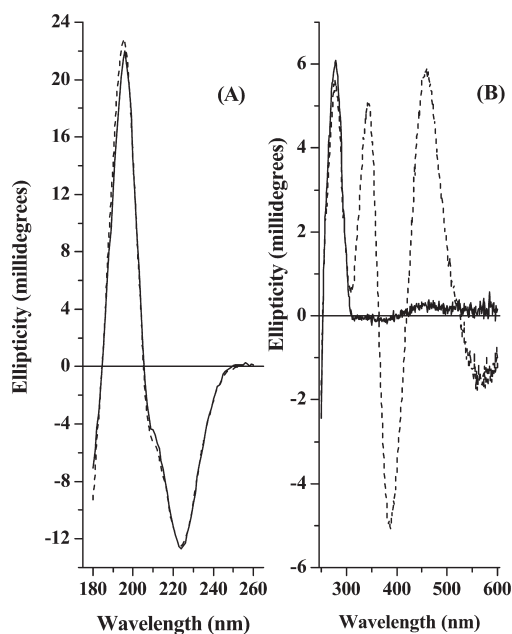 24
20
16
12
8
4
0
-4
-8
-12
Ellipticity (millidegrees)
(A)
180 200 220 240 260
Wavelength (nm)
6
4
2
0
-2
-4
-6
Ellipticity (millidegrees)
(B)
300 400 500 600
Wavelength (nm)